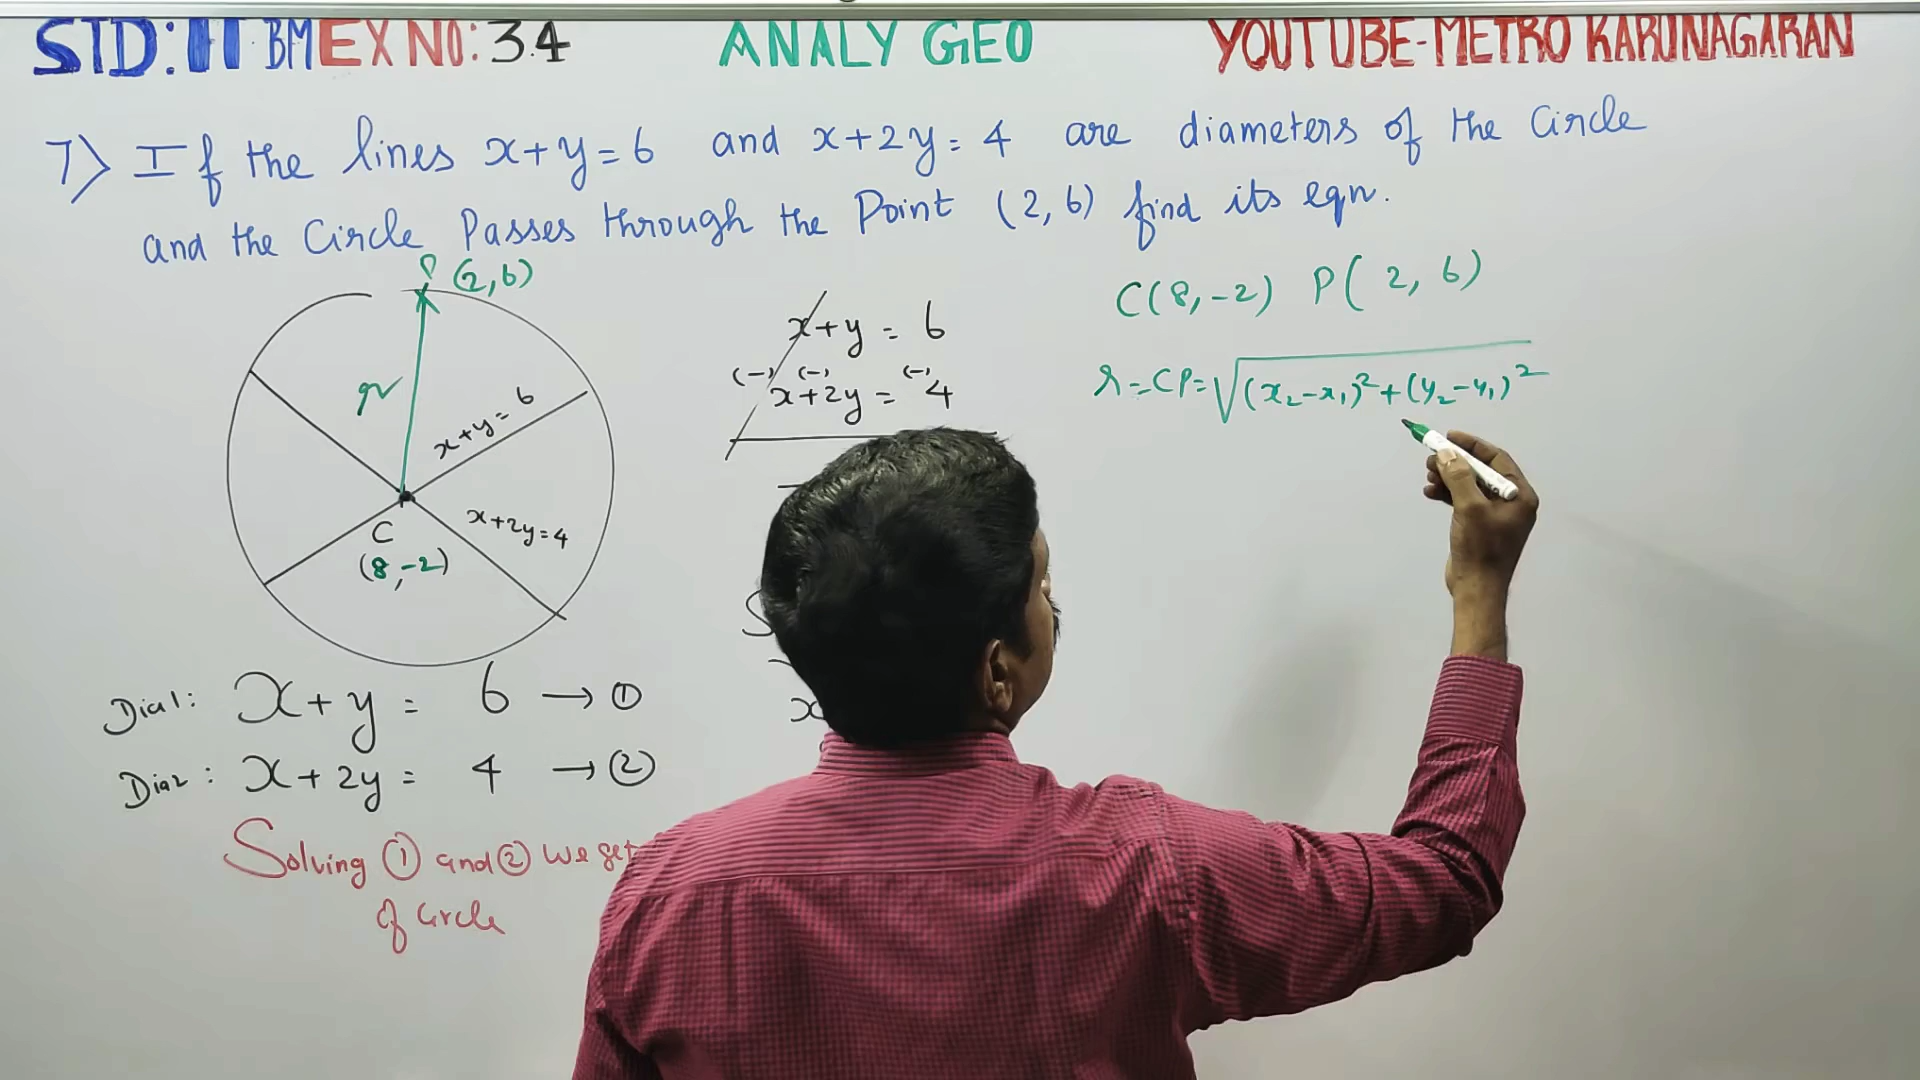 STD: 11 BM EX NO: 3.4 ANALY GEO YOUTUBE-METRO KARUNAGARAN
7) If the lines x+y=6 and x+2y=4 are diameters of the Circle
and the Circle Passes through the Point (2,6) find its eqn.
P (2,6)
r
x+y=6
x+2y=4
C
(8,-2)
Dia1: x+y = 6 → ①
Dia2: x+2y = 4 → ②
Solving ① and ② we get
of circle
x+y = 6
(-) (-) (-)
x+2y = 4
C(8,-2) P(2,6)
r=CP=√(x₂-x₁)²+(y₂-y₁)²